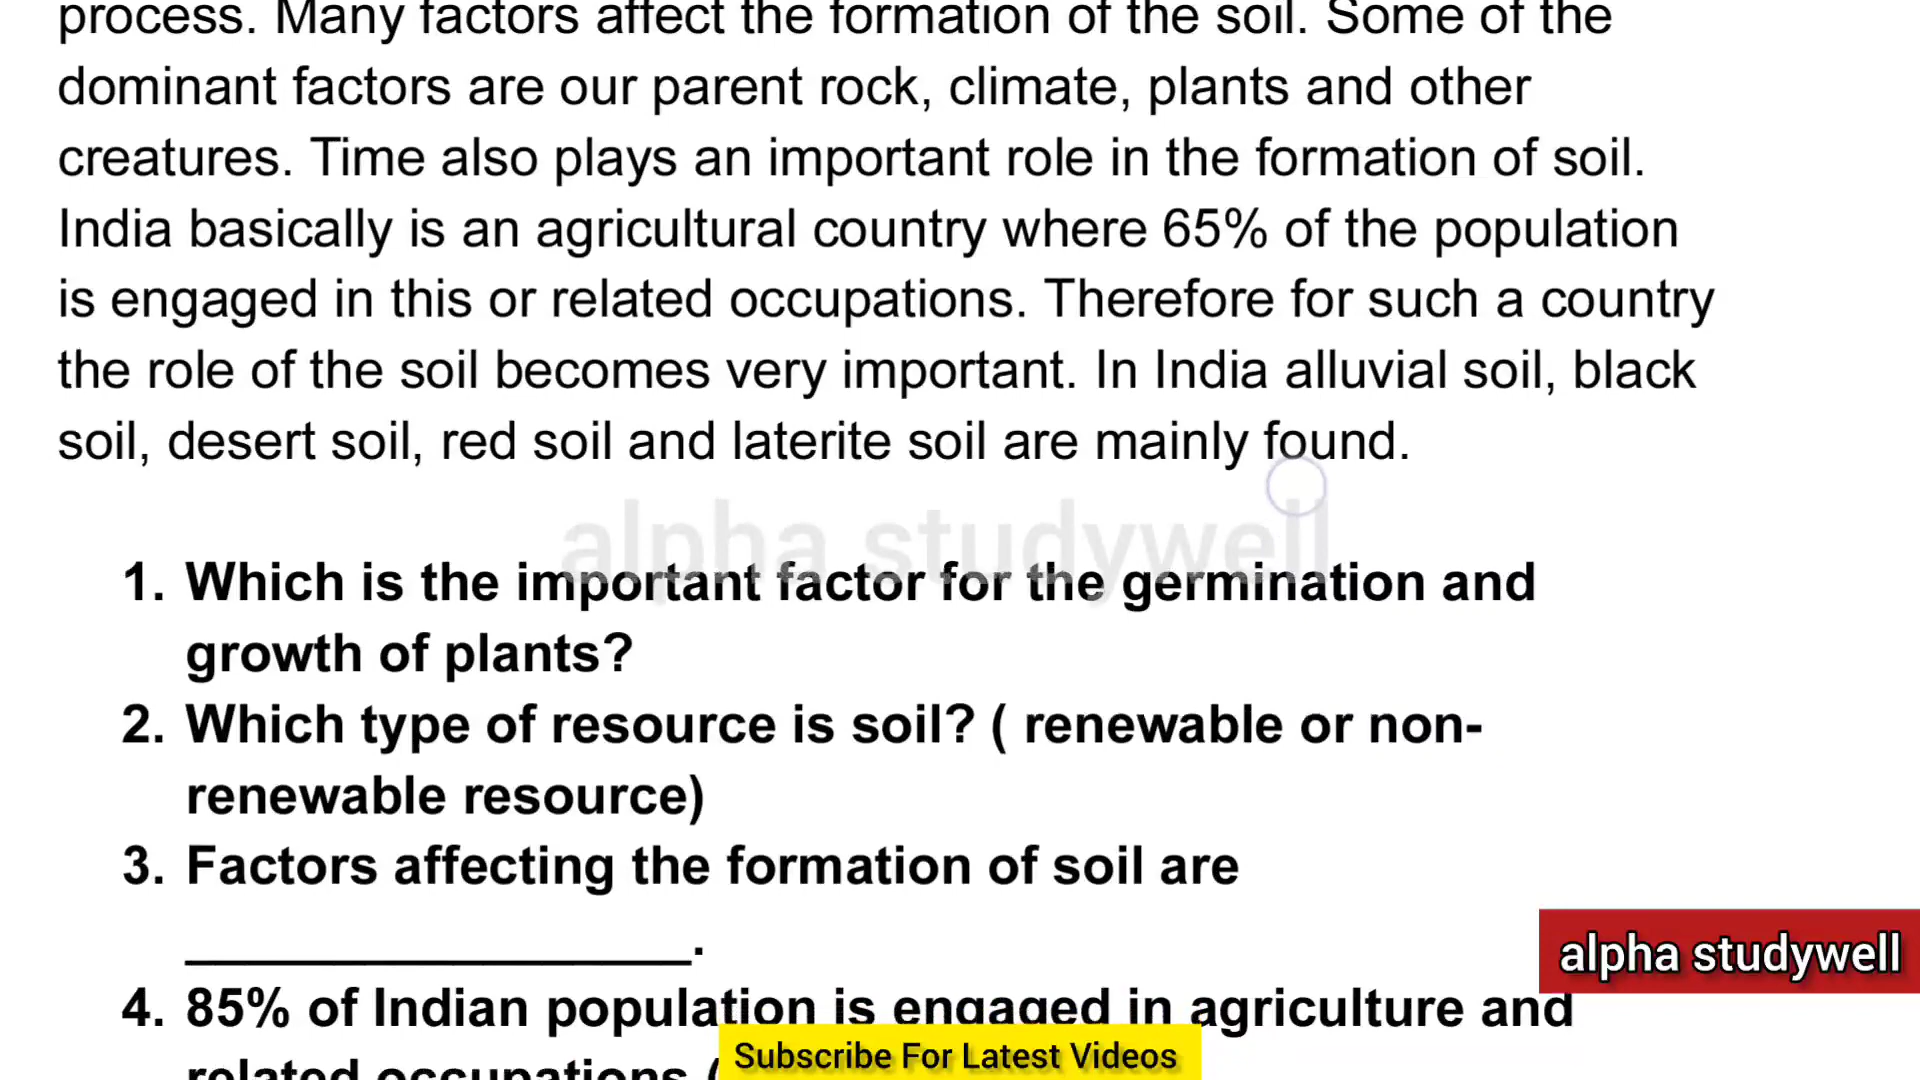 process. Many factors affect the formation of the soil. Some of the
dominant factors are our parent rock, climate, plants and other
creatures. Time also plays an important role in the formation of soil.
India basically is an agricultural country where 65% of the population
is engaged in this or related occupations. Therefore for such a country
the role of the soil becomes very important. In India alluvial soil, black
soil, desert soil, red soil and laterite soil are mainly found.
alpha studywell
1. Which is the important factor for the germination and
growth of plants?
2. Which type of resource is soil? ( renewable or non-
renewable resource)
3. Factors affecting the formation of soil are
_________________.
alpha studywell
4. 85% of Indian population is engaged in agriculture and
related occupations (
Subscribe For Latest Videos